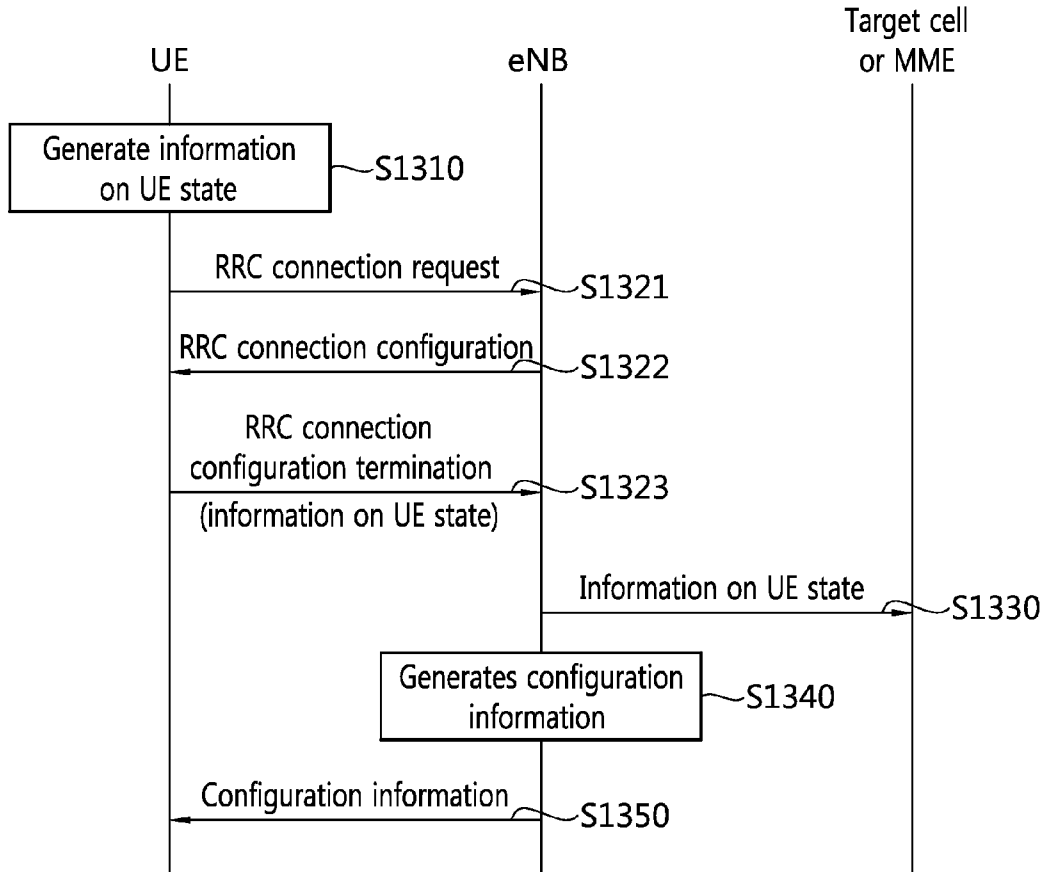 UE
eNB
Target cell
or MME
Generate information
on UE state
S1310
RRC connection request
S1321
RRC connection configuration
S1322
RRC connection
configuration termination
S1323
(information on UE state)
Information on UE state
S1330
Generates configuration
information
S1340
Configuration information
S1350